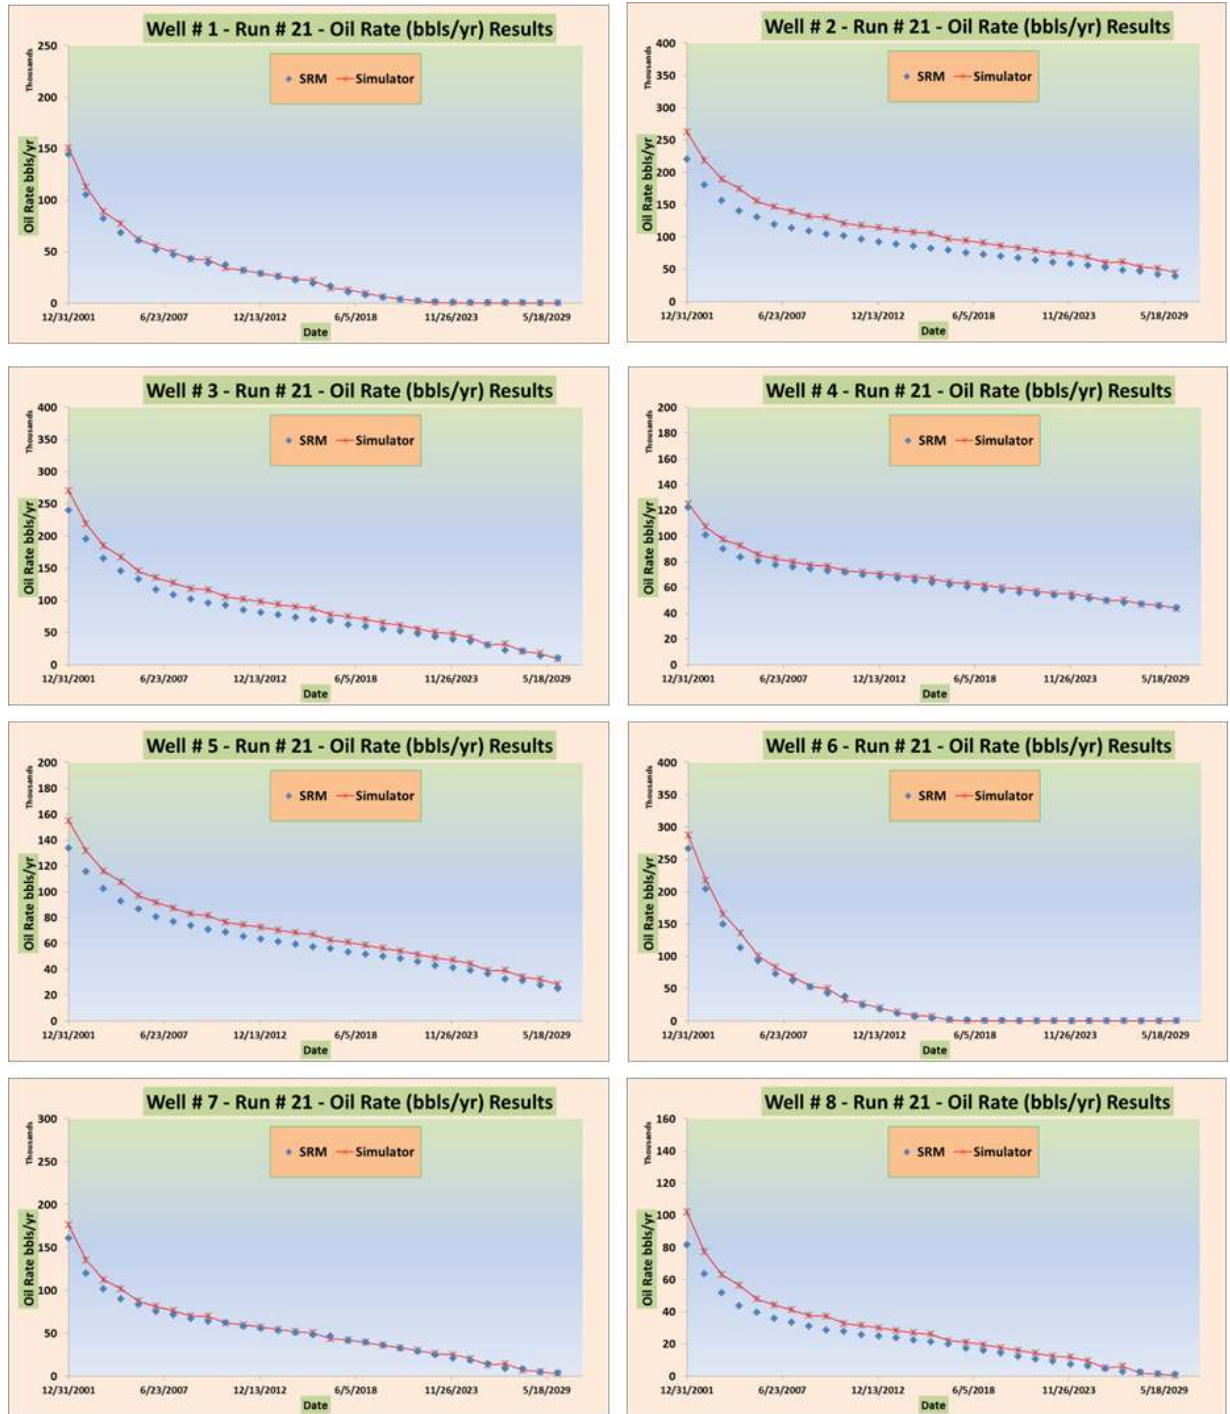 Well # 1 - Run # 21 - Oil Rate (bbls/yr) Results
Thousands
Oil Rate bbls/yr
SRM Simulator
250
200
150
100
50
0
12/31/2001 6/23/2007 12/13/2012 6/5/2018 11/26/2023 5/18/2029
Date
Well # 2 - Run # 21 - Oil Rate (bbls/yr) Results
Thousands
Oil Rate bbls/yr
SRM Simulator
400
350
300
250
200
150
100
50
0
12/31/2001 6/23/2007 12/13/2012 6/5/2018 11/26/2023 5/18/2029
Date
Well # 3 - Run # 21 - Oil Rate (bbls/yr) Results
Thousands
Oil Rate bbls/yr
SRM Simulator
400
350
300
250
200
150
100
50
0
12/31/2001 6/23/2007 12/13/2012 6/5/2018 11/26/2023 5/18/2029
Date
Well # 4 - Run # 21 - Oil Rate (bbls/yr) Results
Thousands
Oil Rate bbls/yr
SRM Simulator
200
180
160
140
120
100
80
60
40
20
0
12/31/2001 6/23/2007 12/13/2012 6/5/2018 11/26/2023 5/18/2029
Date
Well # 5 - Run # 21 - Oil Rate (bbls/yr) Results
Thousands
Oil Rate bbls/yr
SRM Simulator
200
180
160
140
120
100
80
60
40
20
0
12/31/2001 6/23/2007 12/13/2012 6/5/2018 11/26/2023 5/18/2029
Date
Well # 6 - Run # 21 - Oil Rate (bbls/yr) Results
Thousands
Oil Rate bbls/yr
SRM Simulator
400
350
300
250
200
150
100
50
0
12/31/2001 6/23/2007 12/13/2012 6/5/2018 11/26/2023 5/18/2029
Date
Well # 7 - Run # 21 - Oil Rate (bbls/yr) Results
Thousands
Oil Rate bbls/yr
SRM Simulator
300
250
200
150
100
50
0
12/31/2001 6/23/2007 12/13/2012 6/5/2018 11/26/2023 5/18/2029
Date
Well # 8 - Run # 21 - Oil Rate (bbls/yr) Results
Thousands
Oil Rate bbls/yr
SRM Simulator
160
140
120
100
80
60
40
20
0
12/31/2001 6/23/2007 12/13/2012 6/5/2018 11/26/2023 5/18/2029
Date